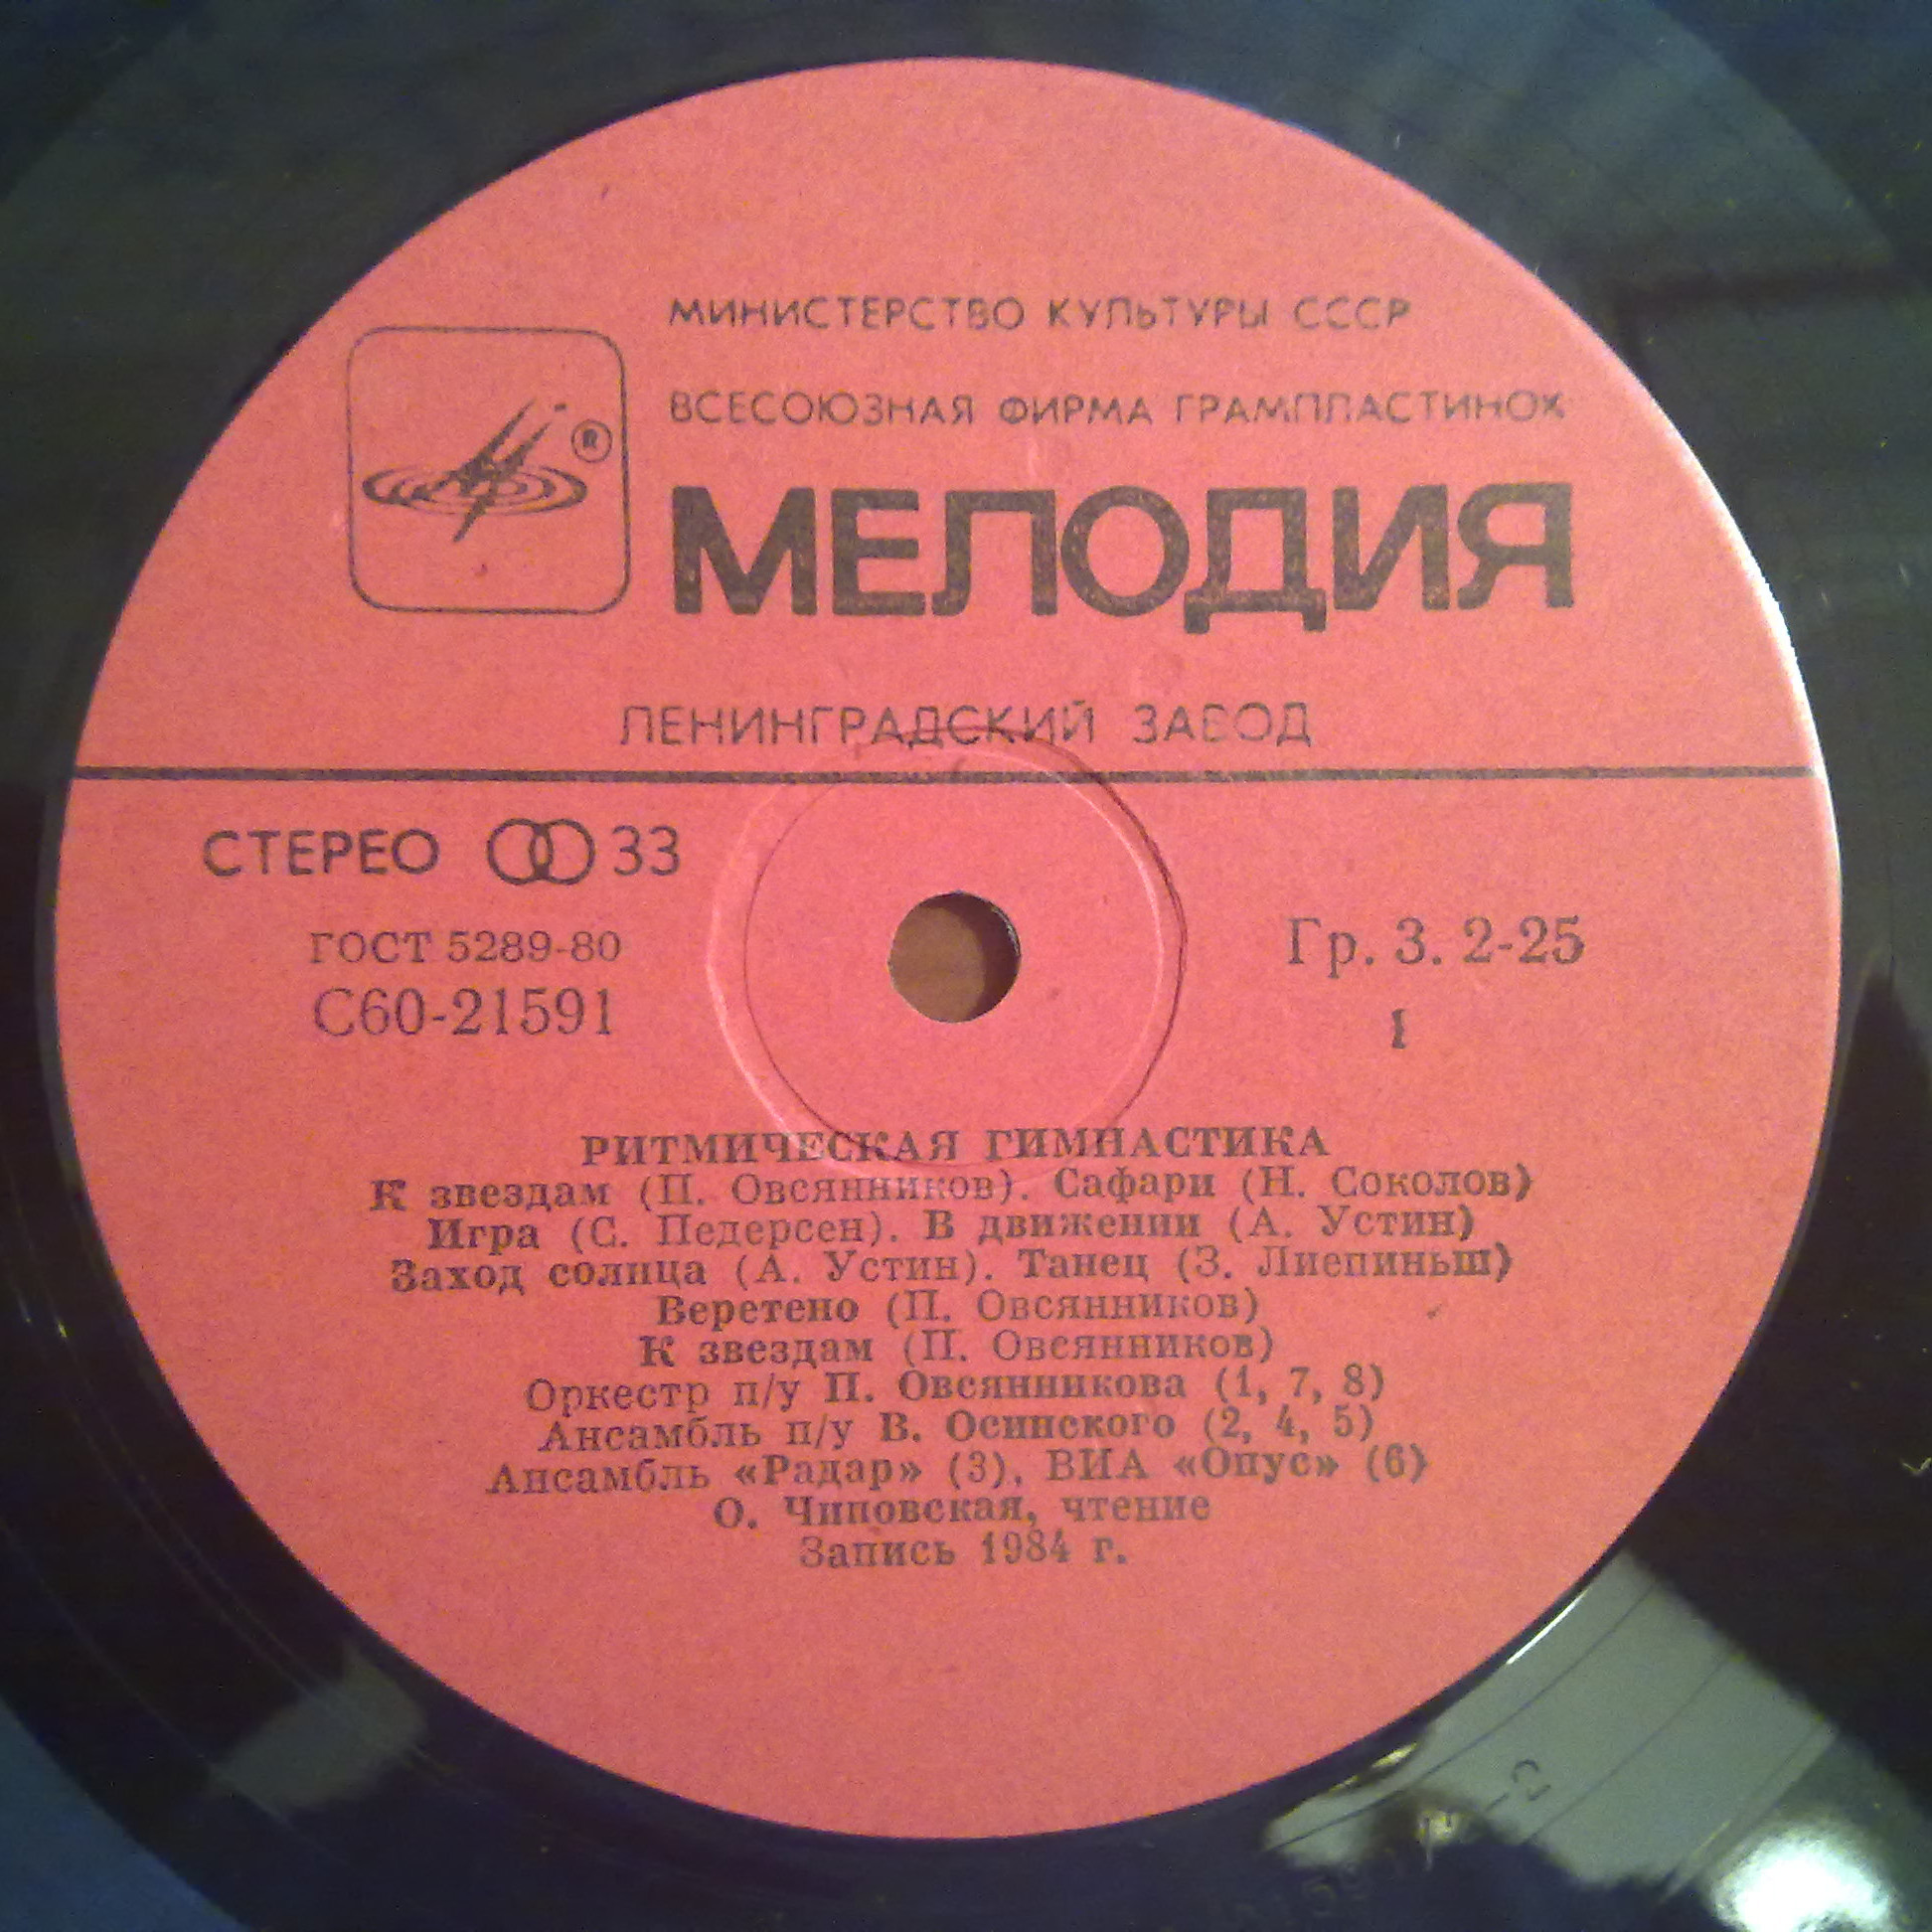 МИНИСТЕРСТВО КУЛЬТУРЫ СССР
ВСЕСОЮЗНАЯ ФИРМА ГРАМПЛАСТИНОК
®
МЕЛОДИЯ
ЛЕНИНГРАДСКИЙ ЗАВОД
СТЕРЕО 33
ГОСТ 5289-80
С60-21591
Гр. 3. 2-25
1
РИТМИЧЕСКАЯ ГИМНАСТИКА
К звездам (П. Овсянников). Сафари (Н. Соколов)
Игра (С. Педерсен). В движении (А. Устин)
Заход солнца (А. Устин). Танец (З. Лиепиньш)
Веретено (П. Овсянников)
К звездам (П. Овсянников)
Оркестр п/у П. Овсянникова (1, 7, 8)
Ансамбль п/у В. Осинского (2, 4, 5)
Ансамбль «Радар» (3), ВИА «Опус» (6)
О. Чиповская, чтение
Запись 1984 г.